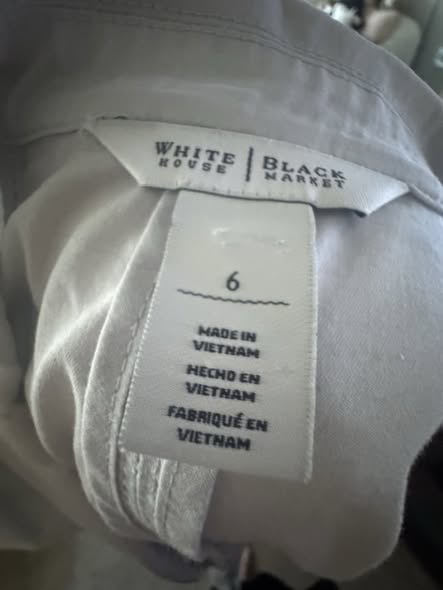 WHITE HOUSE | BLACK MARKET
6
MADE IN
VIETNAM
HECHO EN
VIETNAM
FABRIQUÉ EN
VIETNAM